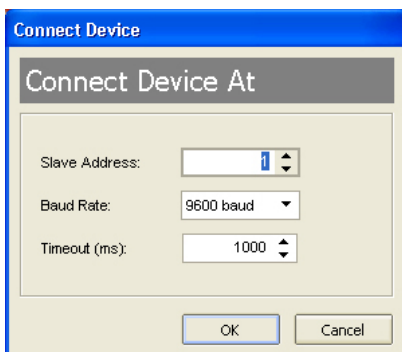 Connect Device
Connect Device At
Slave Address: 1
Baud Rate: 9600 baud
Timeout (ms): 1000
OK Cancel